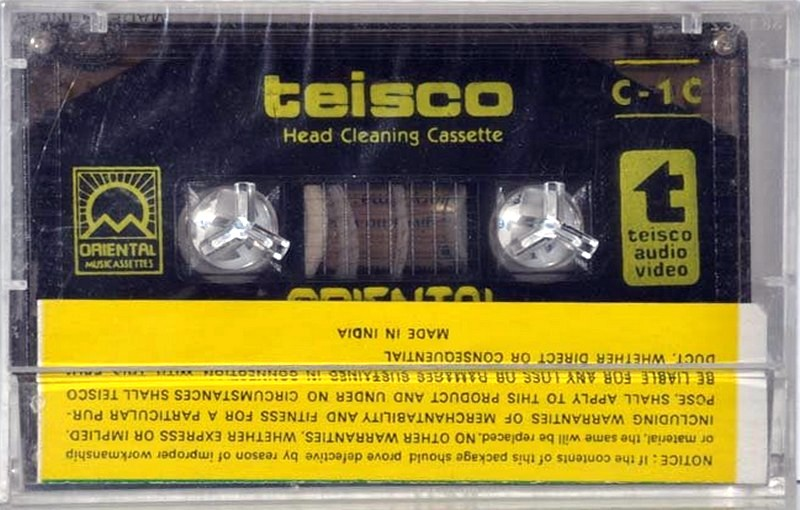 teisco
Head Cleaning Cassette
C-1C
ORIENTAL
MUSICASSETTES
t
teisco
audio
video
ORIENTAL
NOTICE: If the contents of this package should prove defective by reason of improper workmanship
or material, the same will be replaced. NO OTHER WARRANTIES, WHETHER EXPRESS OR IMPLIED,
INCLUDING WARRANTIES OF MERCHANTABILITY AND FITNESS FOR A PARTICULAR PUR-
POSE, SHALL APPLY TO THIS PRODUCT AND UNDER NO CIRCUMSTANCES SHALL TEISCO
BE LIABLE FOR ANY LOSS OR DAMAGES SUSTAINED IN CONNECTION WITH THIS
DUCT, WHETHER DIRECT OR CONSEQUENTIAL
MADE IN INDIA